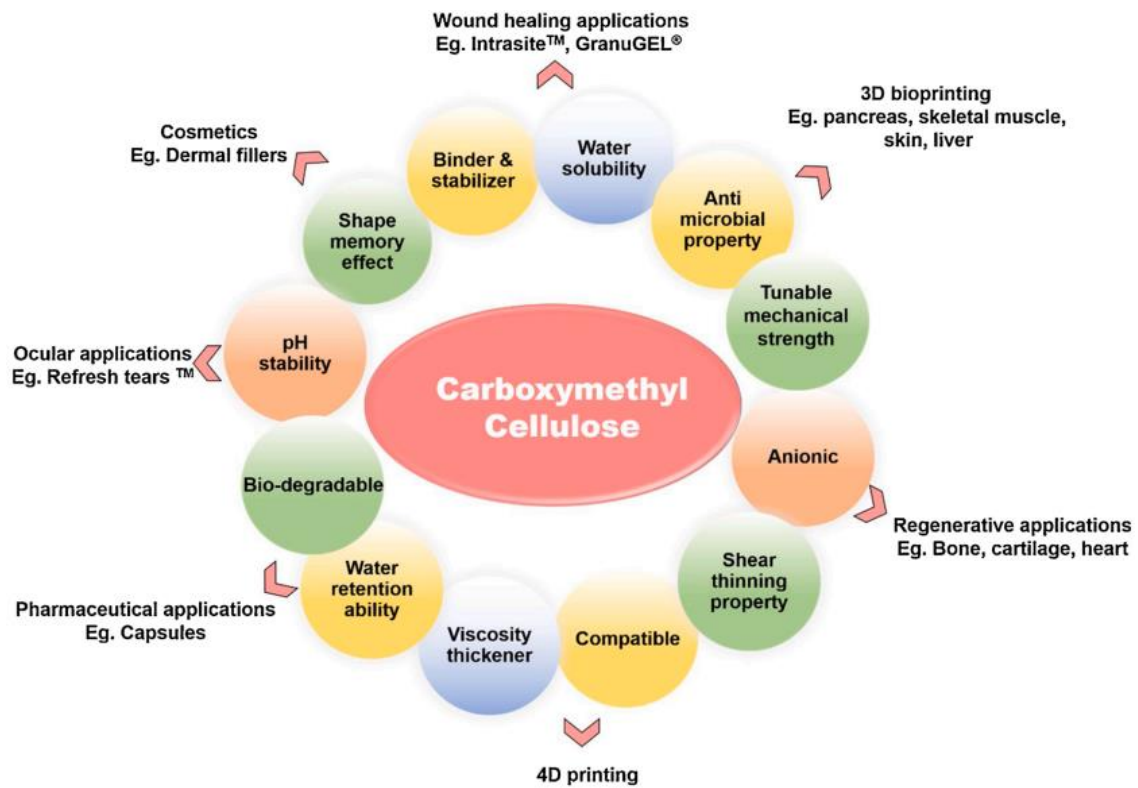 Wound healing applications
Eg. Intrasite™, GranuGEL®
3D bioprinting
Eg. pancreas, skeletal muscle,
skin, liver
Cosmetics
Eg. Dermal fillers
Binder &
stabilizer
Water
solubility
Anti
microbial
property
Shape
memory
effect
Tunable
mechanical
strength
pH
stability
Ocular applications
Eg. Refresh tears ™
Carboxymethyl
Cellulose
Anionic
Bio-degradable
Regenerative applications
Eg. Bone, cartilage, heart
Shear
thinning
property
Water
retention
ability
Pharmaceutical applications
Eg. Capsules
Viscosity
thickener
Compatible
4D printing